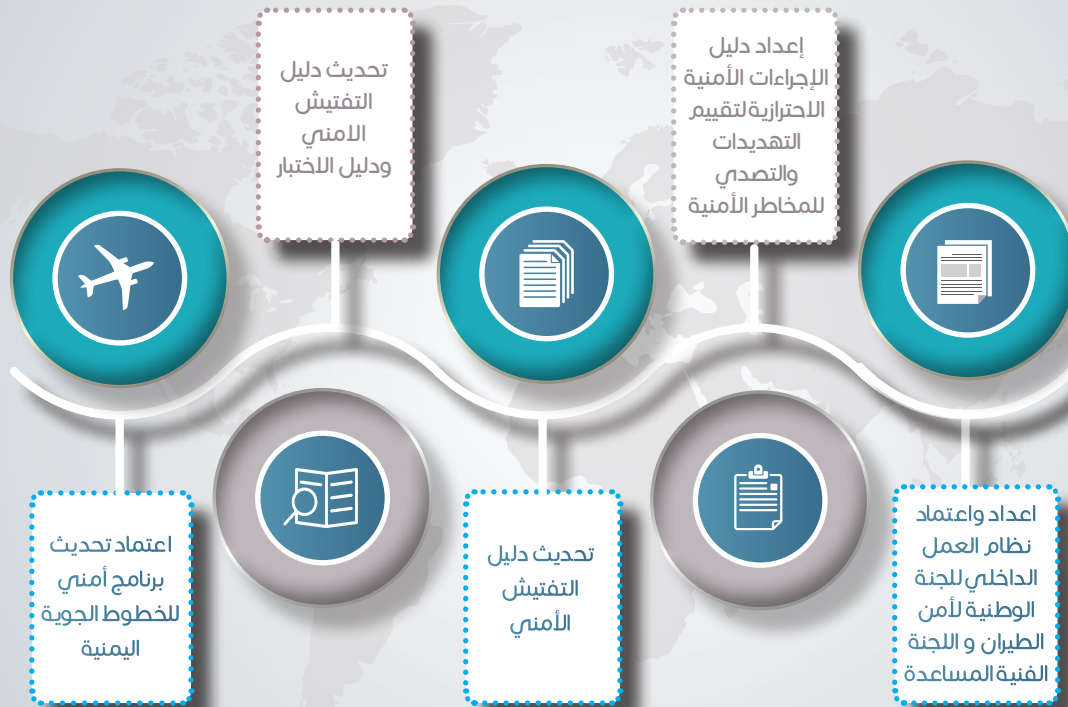 إعداد دليل
الإجراءات الأمنية
الاحترازية لتقييم
التهديدات
والتصدي
للمخاطر الأمنية
تحديث دليل
التفتيش
الامني
ودليل الاختبار
اعداد واعتماد
نظام العمل
الداخلي للجنة
الوطنية لأمن
الطيران و اللجنة
الفنية المساعدة
تحديث دليل
التفتيش
الأمني
اعتماد تحديث
برنامج أمني
للخطوط الجوية
اليمنية